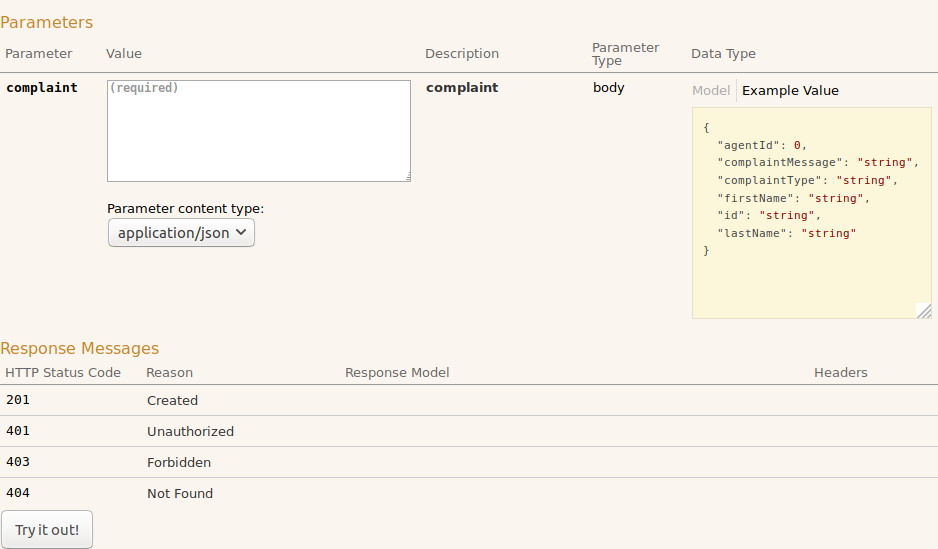 Parameters
Parameter Value Description Parameter Type Data Type
complaint (required) complaint body Model Example Value
{
"agentId": 0,
"complaintMessage": "string",
"complaintType": "string",
"firstName": "string",
"id": "string",
"lastName": "string"
}
Parameter content type:
application/json
Response Messages
HTTP Status Code Reason Response Model Headers
201 Created
401 Unauthorized
403 Forbidden
404 Not Found
Try it out!